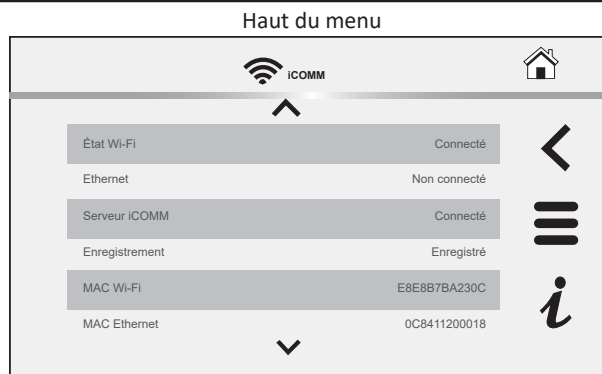 Haut du menu
iCOMM
État Wi-Fi Connecté
Ethernet Non connecté
Serveur iCOMM Connecté
Enregistrement Enregistré
MAC Wi-Fi E8E8B7BA230C
MAC Ethernet 0C8411200018